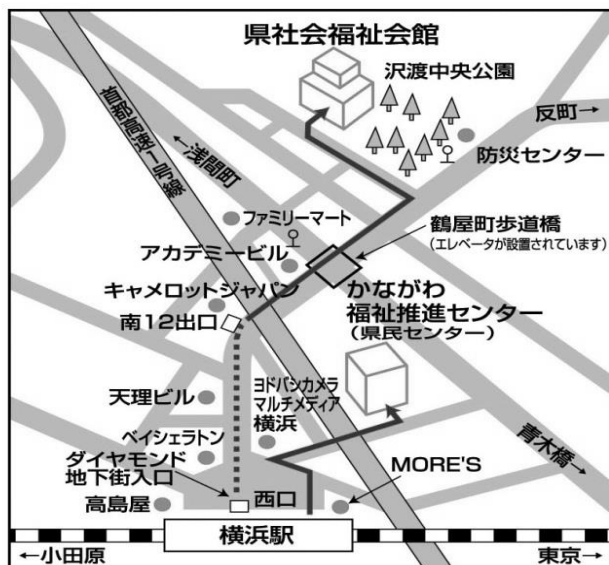 県社会福祉会館
沢渡中央公園
反町→
首都高速1号線
←浅間町
防災センター
ファミリーマート
鶴屋町歩道橋
(エレベータが設置されています)
アカデミービル
キャメロットジャパン
かながわ
福祉推進センター
(県民センター)
南12出口
ヨドバシカメラ
マルチメディア
横浜
天理ビル
ベイシェラトン
青木橋→
ダイヤモンド
地下街入口
MORE'S
高島屋
西口
横浜駅
←小田原
東京→